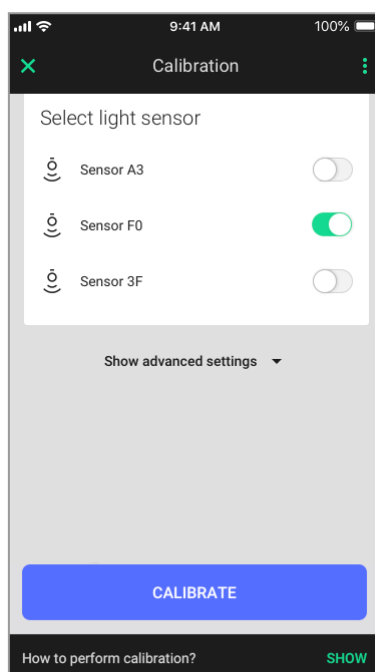 9:41 AM 100%
Calibration
Select light sensor
Sensor A3
Sensor F0
Sensor 3F
Show advanced settings
CALIBRATE
How to perform calibration? SHOW